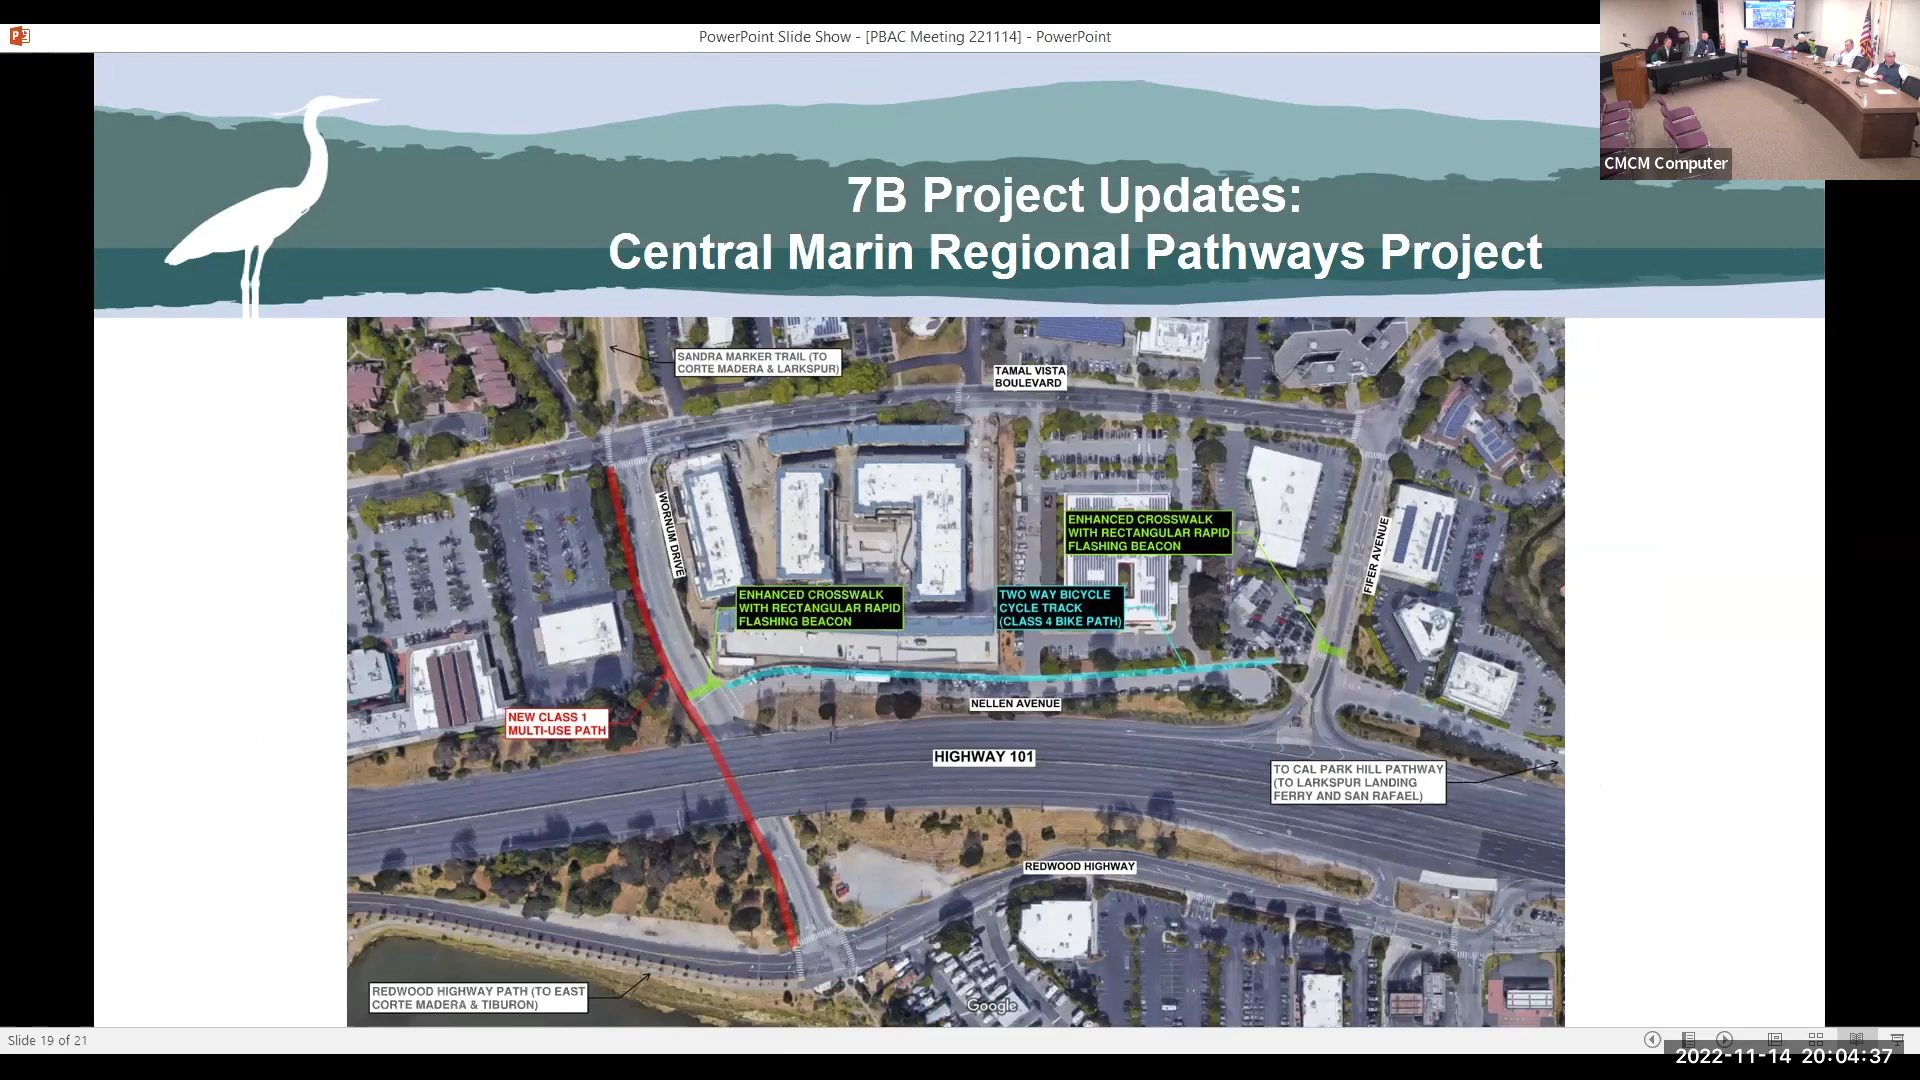 PowerPoint Slide Show - [PBAC Meeting 221114] - PowerPoint
CMCM Computer
7B Project Updates:
Central Marin Regional Pathways Project
SANDRA MARKER TRAIL (TO
CORTE MADERA & LARKSPUR)
TAMAL VISTA
BOULEVARD
WORNUM DRIVE
ENHANCED CROSSWALK
WITH RECTANGULAR RAPID
FLASHING BEACON
FIFER AVENUE
ENHANCED CROSSWALK
WITH RECTANGULAR RAPID
FLASHING BEACON
TWO WAY BICYCLE
CYCLE TRACK
(CLASS 4 BIKE PATH)
NEW CLASS 1
MULTI-USE PATH
NELLEN AVENUE
HIGHWAY 101
TO CAL PARK HILL PATHWAY
(TO LARKSPUR LANDING
FERRY AND SAN RAFAEL)
REDWOOD HIGHWAY
REDWOOD HIGHWAY PATH (TO EAST
CORTE MADERA & TIBURON)
Google
Slide 19 of 21
2022-11-14 20:04:37